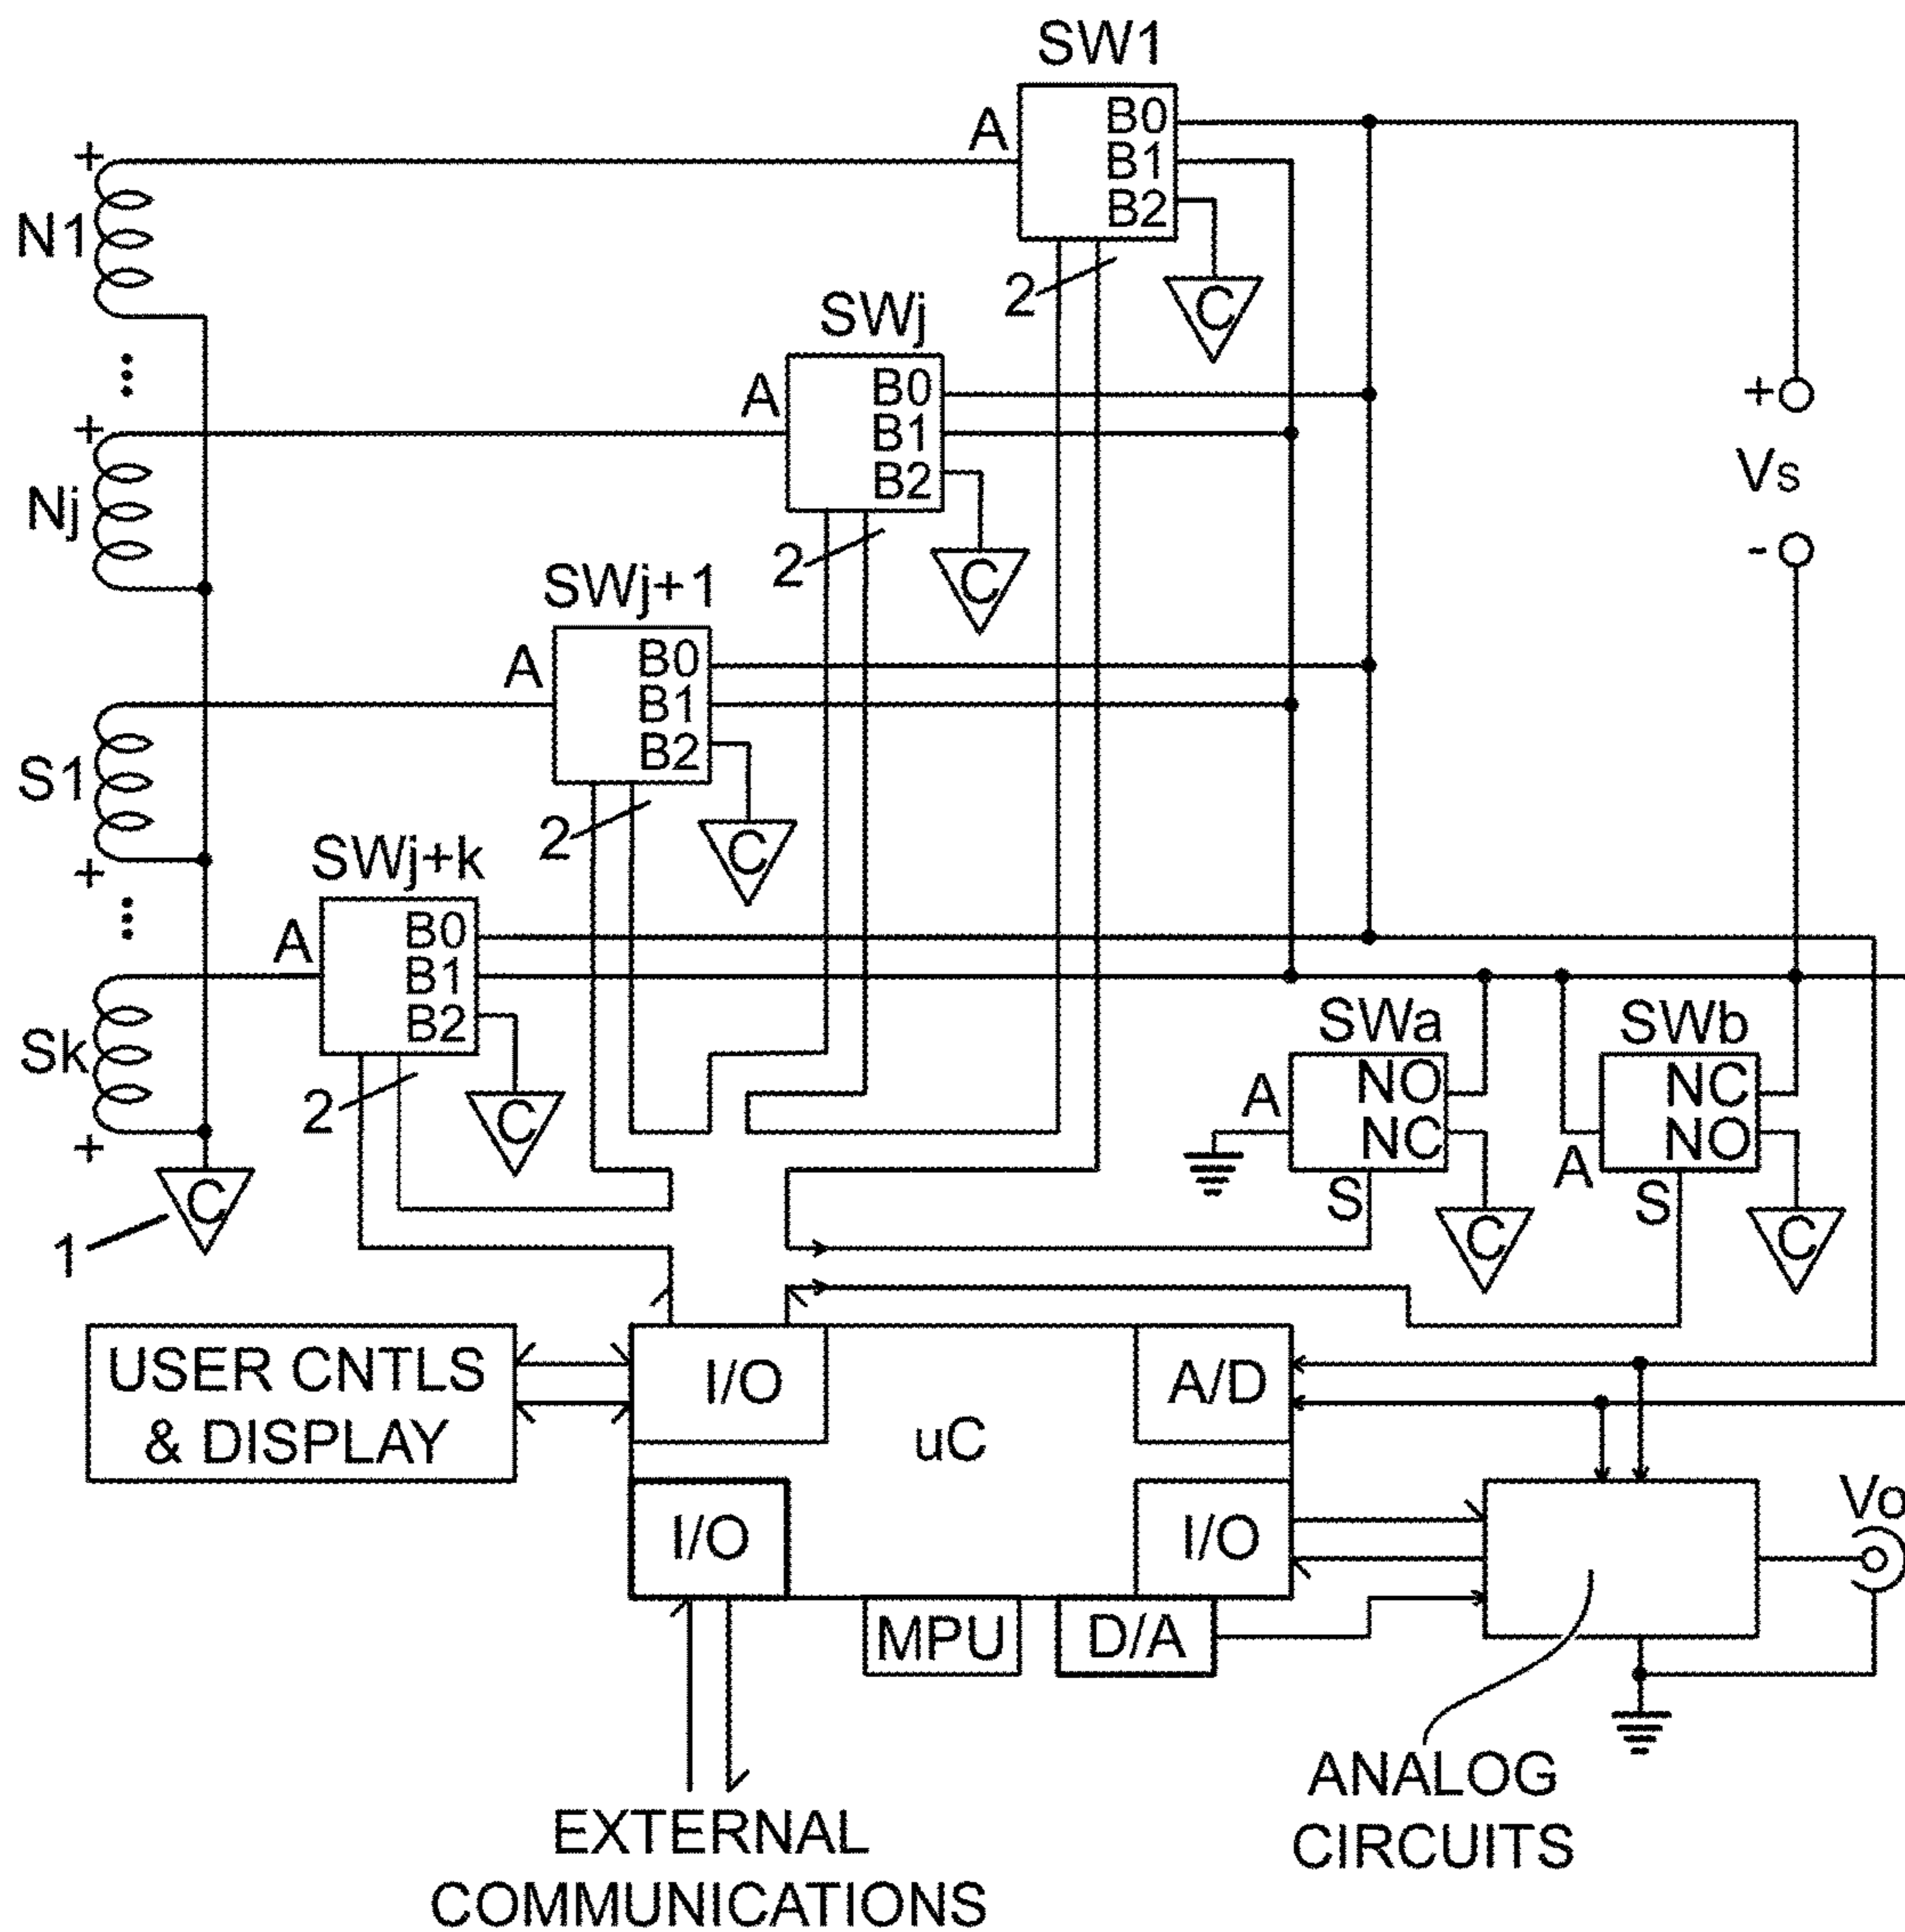 SW1
A
B0
B1
B2
+
N1
2
C
SWj
A
B0
B1
B2
+
Nj
2
C
+
Vs
-
SWj+1
A
B0
B1
B2
S1
+
2
C
SWj+k
A
B0
B1
B2
Sk
+
2
C
SWa
A
NO
NC
S
C
SWb
NC
NO
A
S
C
C
1
USER CNTLS
& DISPLAY
I/O
uC
A/D
I/O
I/O
MPU
D/A
Vo
ANALOG
CIRCUITS
EXTERNAL
COMMUNICATIONS